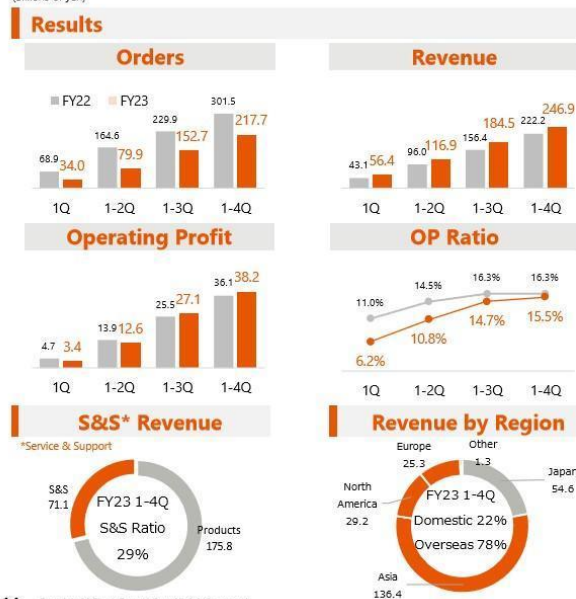 Results
Orders
FY22 FY23
68.9 34.0 164.6 79.9 229.9 152.7 301.5 217.7
1Q 1-2Q 1-3Q 1-4Q
Revenue
43.1 56.4 96.0 116.9 156.4 184.5 222.2 246.9
1Q 1-2Q 1-3Q 1-4Q
Operating Profit
4.7 3.4 13.9 12.6 25.5 27.1 36.1 38.2
1Q 1-2Q 1-3Q 1-4Q
OP Ratio
11.0% 14.5% 16.3% 16.3%
6.2% 10.8% 14.7% 15.5%
1Q 1-2Q 1-3Q 1-4Q
S&S* Revenue
*Service & Support
S&S
71.1
FY23 1-4Q
S&S Ratio
29%
Products
175.8
Revenue by Region
Europe
25.3
Other
1.3
Japan
54.6
North
America
29.2
FY23 1-4Q
Domestic 22%
Overseas 78%
Asia
136.4